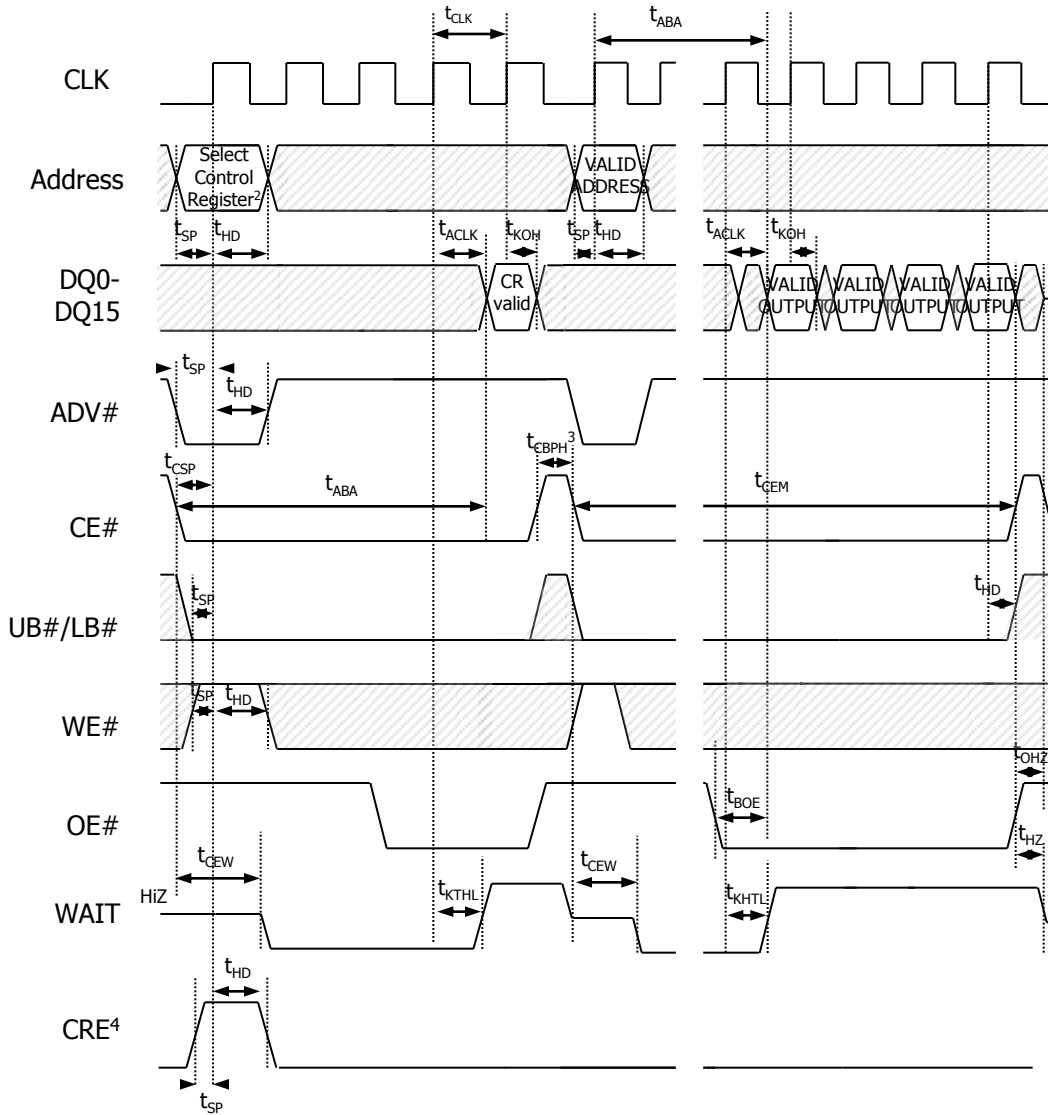 tCLK
tABA
CLK
Address
Select
Control
Register²
VALID
ADDRESS
tSP
tHD
tACLK
tKOH
tSP
tHD
tACLK
tKOH
DQ0-
DQ15
CR
valid
VALID
OUTPUT
VALID
OUTPUT
VALID
OUTPUT
VALID
OUTPUT
tSP
tHD
ADV#
tCBPH³
tCSP
tABA
tCEM
CE#
tSP
tHD
UB#/LB#
tSP
tHD
WE#
tOHZ
tBOE
OE#
tHZ
tCEW
tCEW
HiZ
WAIT
tKTHL
tKHTL
tHD
CRE⁴
tSP